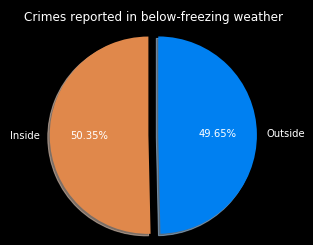 Crimes reported in below-freezing weather
Inside
50.35%
49.65%
Outside